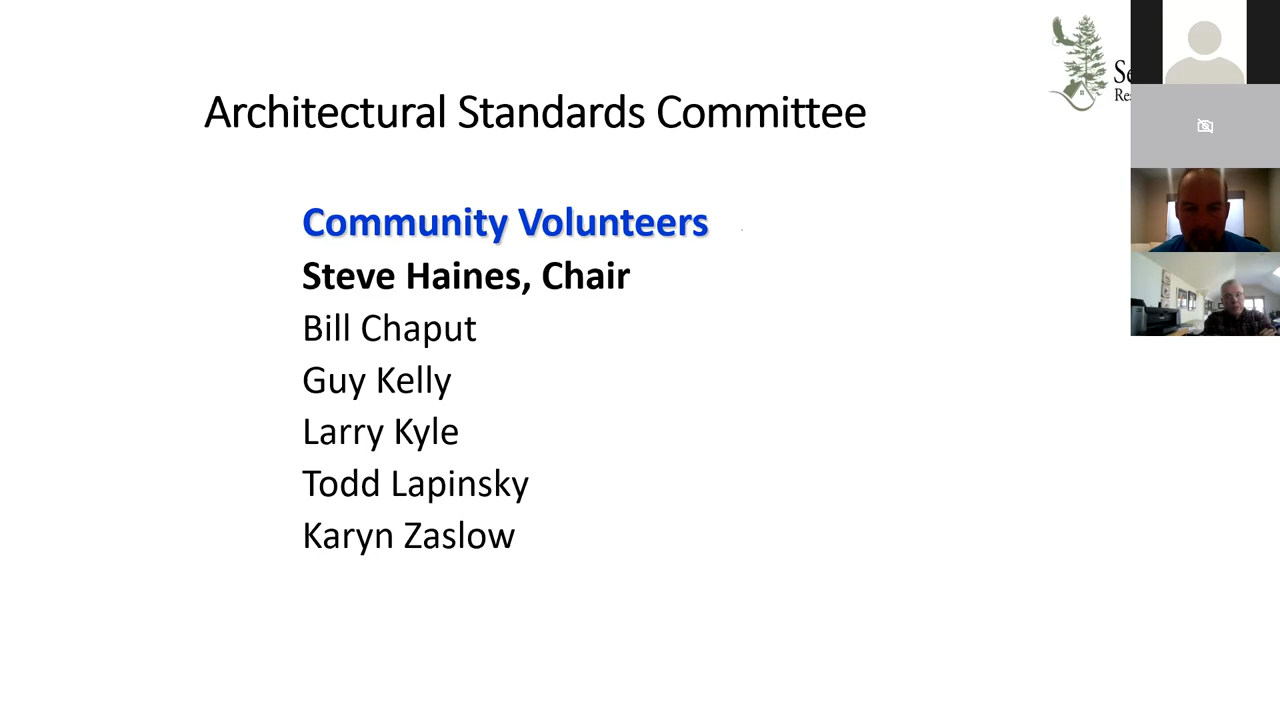 Architectural Standards Committee
Community Volunteers
Steve Haines, Chair
Bill Chaput
Guy Kelly
Larry Kyle
Todd Lapinsky
Karyn Zaslow